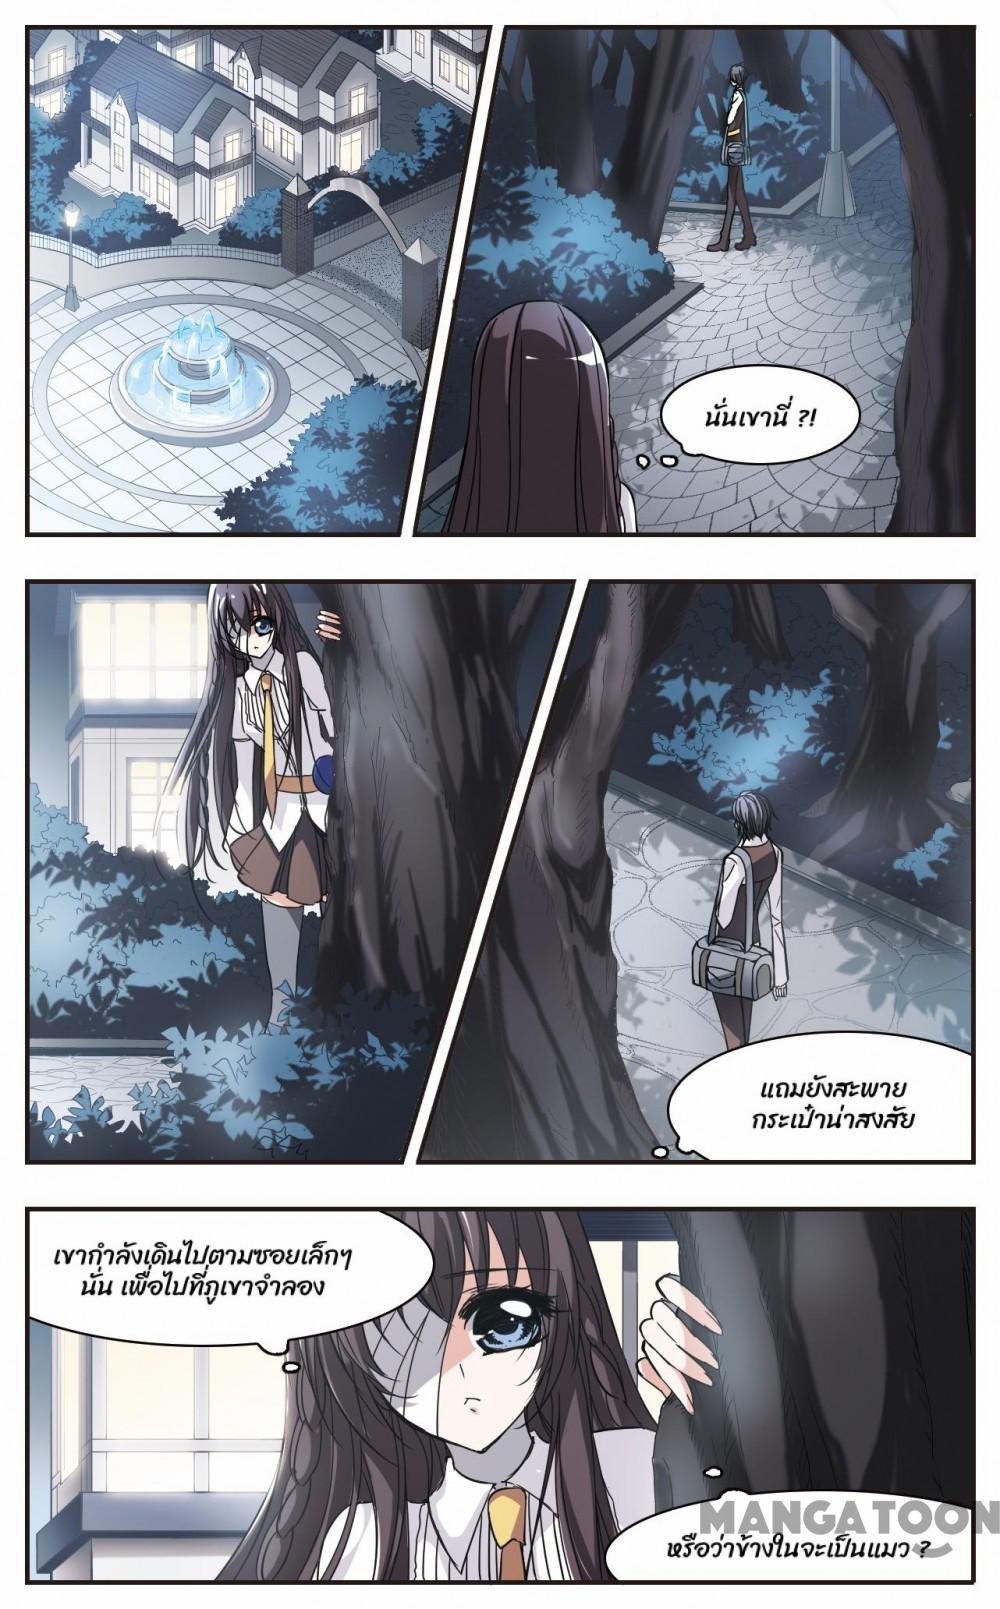 นั่นเขานี่ ?!
แถมยังสะพาย
กระเป๋าน่าสงสัย
เขากำลังเดินไปตามซอยเล็กๆ
นั่น เพื่อไปที่ภูเขาจำลอง
MANGATOON
หรือว่าข้างในจะเป็นแมว ?